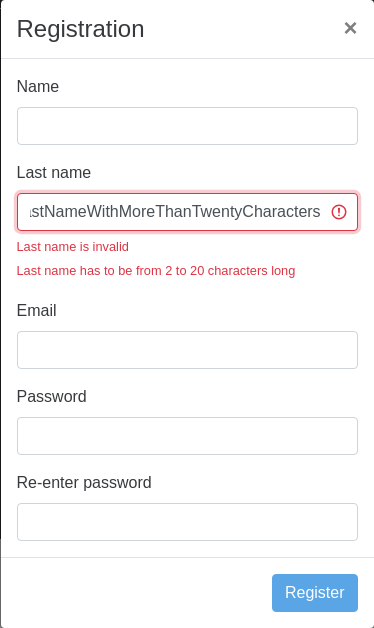 Registration ×
Name
Last name
stNameWithMoreThanTwentyCharacters
Last name is invalid
Last name has to be from 2 to 20 characters long
Email
Password
Re-enter password
Register